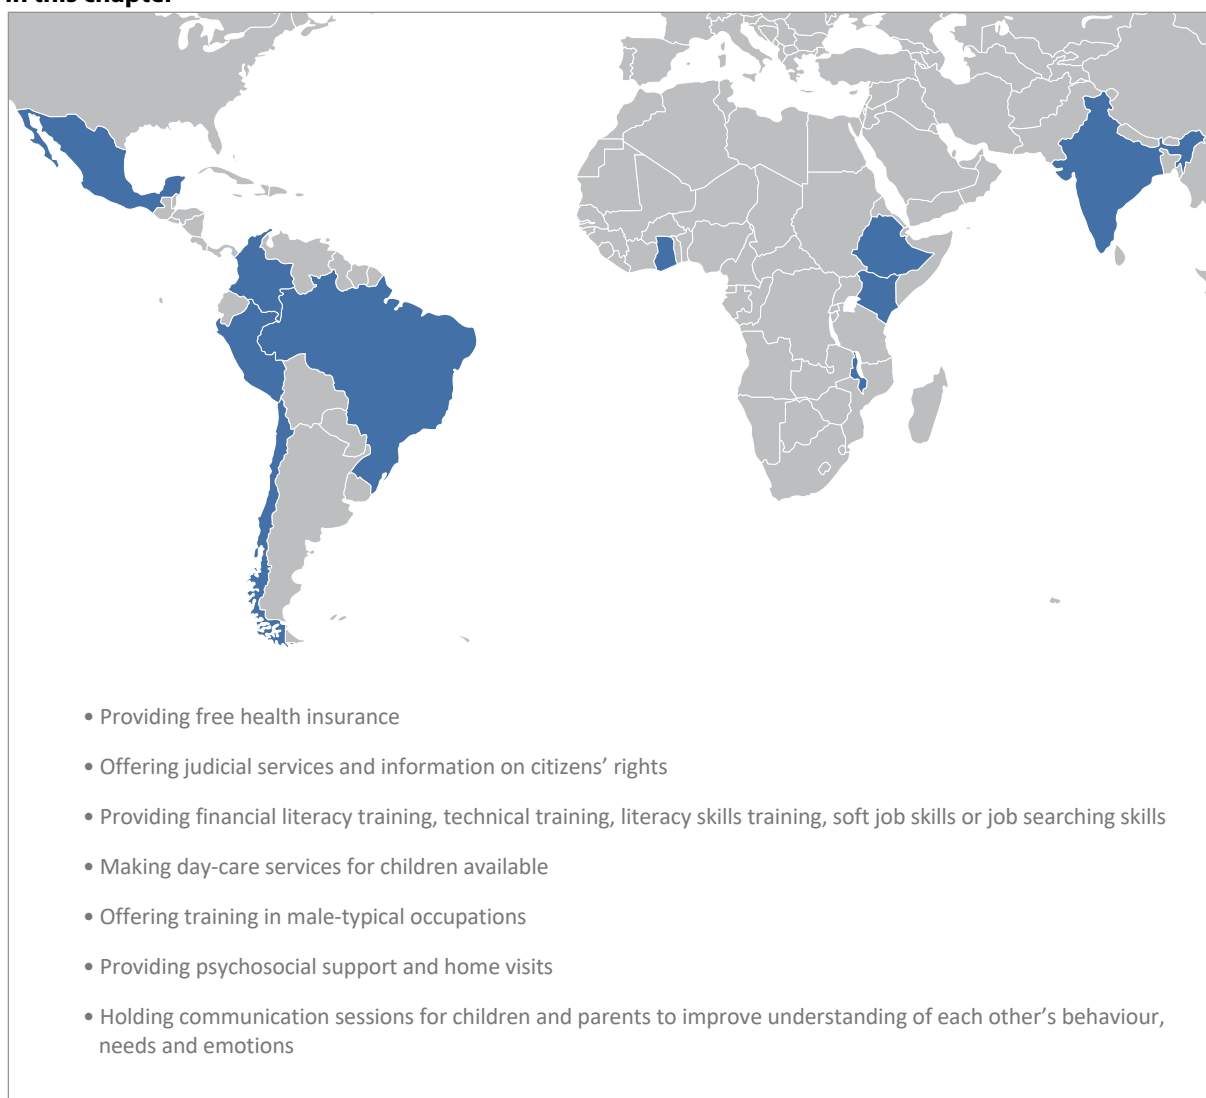 in this chapter
• Providing free health insurance
• Offering judicial services and information on citizens’ rights
• Providing financial literacy training, technical training, literacy skills training, soft job skills or job searching skills
• Making day-care services for children available
• Offering training in male-typical occupations
• Providing psychosocial support and home visits
• Holding communication sessions for children and parents to improve understanding of each other’s behaviour,
needs and emotions